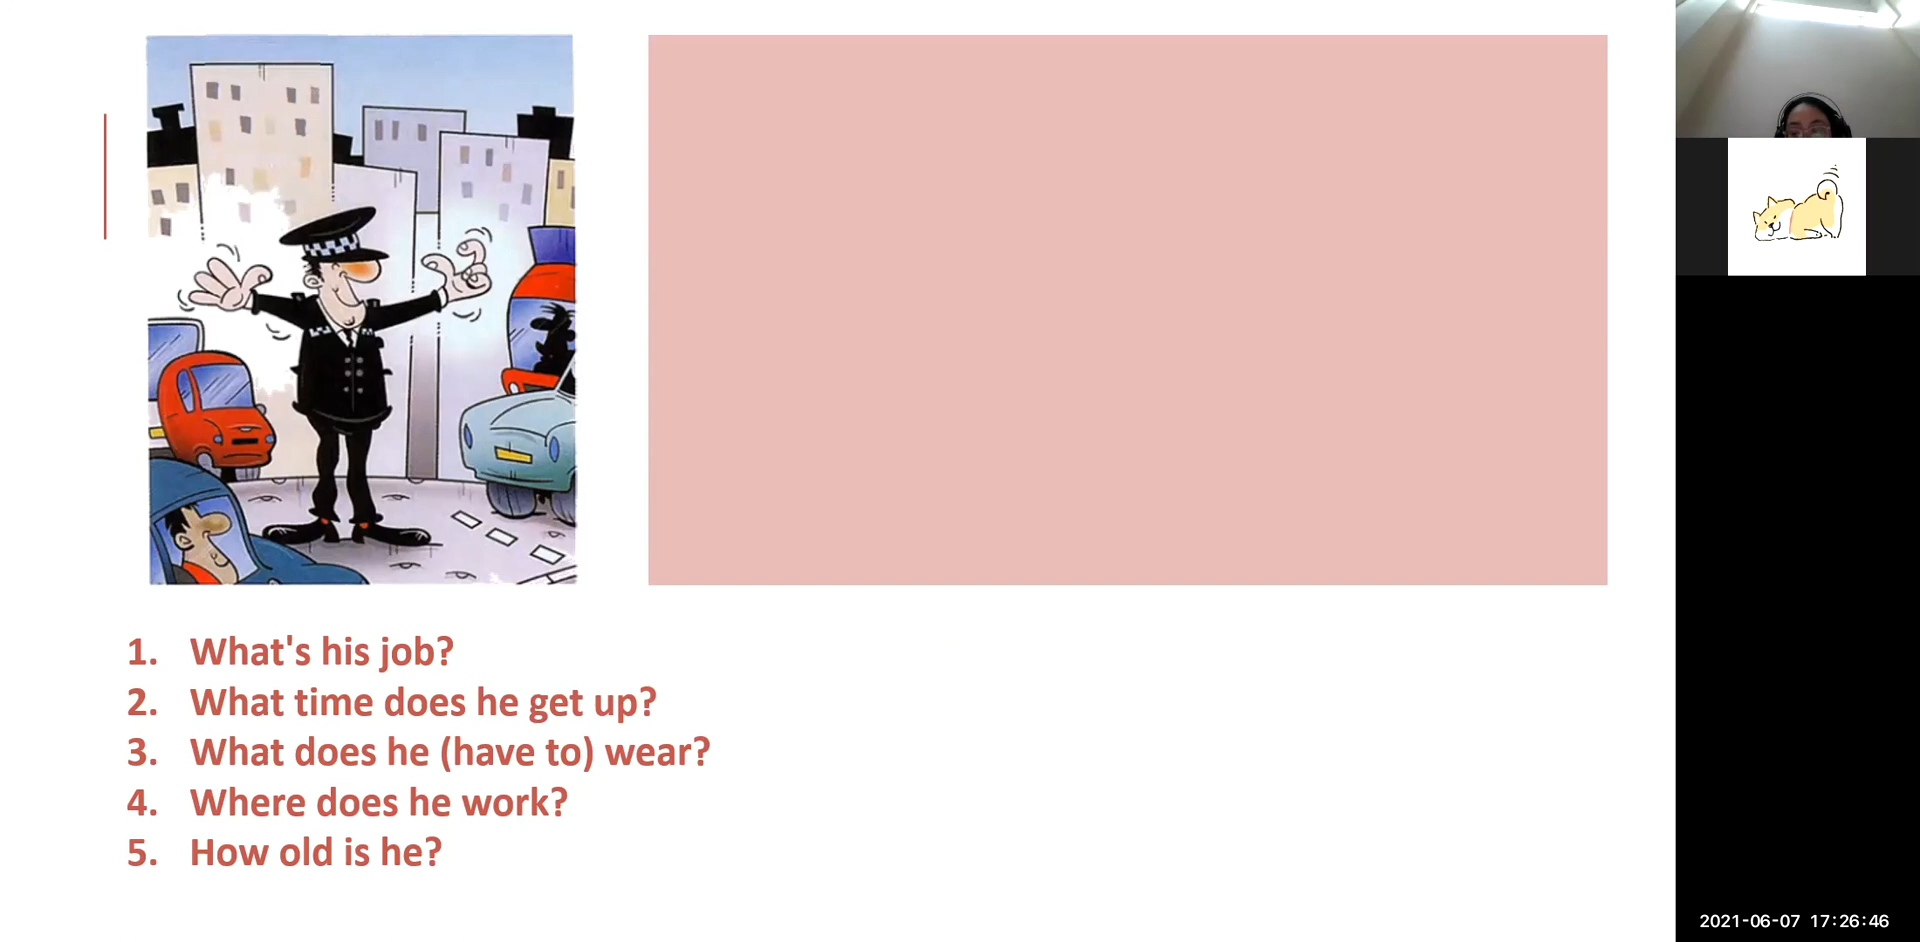 1. What's his job?
2. What time does he get up?
3. What does he (have to) wear?
4. Where does he work?
5. How old is he?
2021-06-07 17:26:46